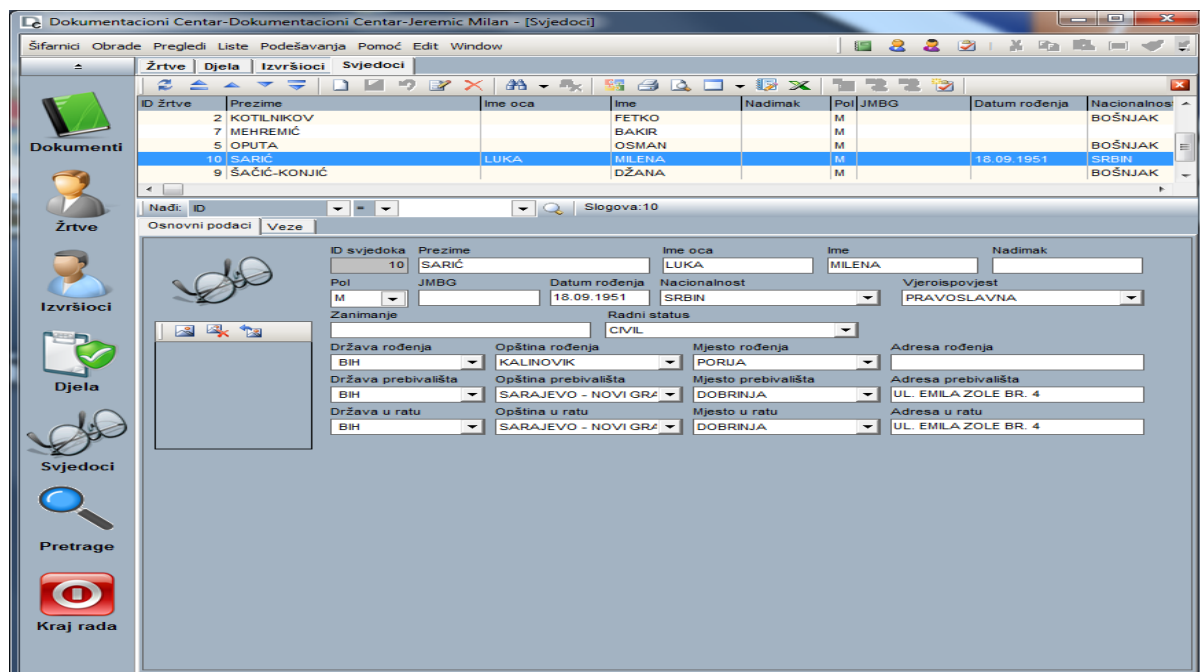 Dokumentacioni Centar-Dokumentacioni Centar-Jeremic Milan - [Svjedoci]
Šifarnici Obrade Pregledi Liste Podešavanja Pomoć Edit Window
Žrtve Djela Izvršioci Svjedoci
ID žrtve Prezime Ime oca Ime Nadimak Pol JMBG Datum rođenja Nacionalnos
2 KOTILNIKOV FETKO M BOŠNJAK
7 MEHREMIĆ BAKIR M
5 OPUTA OSMAN M BOŠNJAK
10 SARIĆ LUKA MILENA M 18.09.1951 SRBIN
9 ŠAČIĆ-KONJIĆ DŽANA M BOŠNJAK
Nađi: ID = Slogova:10
Osnovni podaci Veze
ID svjedoka Prezime Ime oca Ime Nadimak
10 SARIĆ LUKA MILENA
Pol JMBG Datum rođenja Nacionalnost Vjeroispovjest
M 18.09.1951 SRBIN PRAVOSLAVNA
Zanimanje Radni status
CIVIL
Država rođenja Opština rođenja Mjesto rođenja Adresa rođenja
BIH KALINOVIK PORIJA
Država prebivališta Opština prebivališta Mjesto prebivališta Adresa prebivališta
BIH SARAJEVO - NOVI GRA DOBRINJA UL. EMILA ZOLE BR. 4
Država u ratu Opština u ratu Mjesto u ratu Adresa u ratu
BIH SARAJEVO - NOVI GRA DOBRINJA UL. EMILA ZOLE BR. 4
Dokumenti
Žrtve
Izvršioci
Djela
Svjedoci
Pretrage
Kraj rada